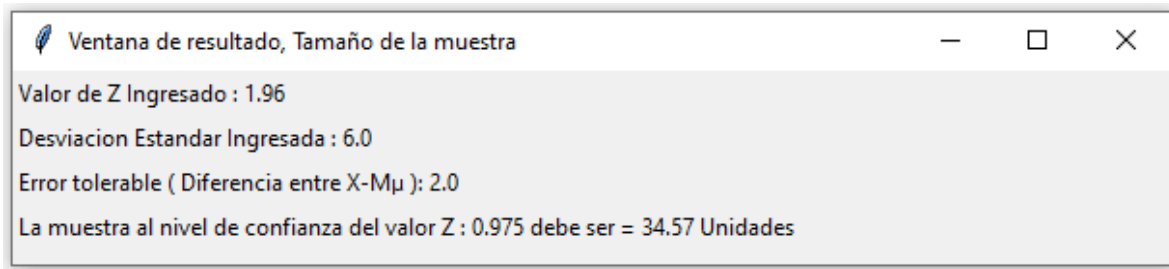 Ventana de resultado, Tamaño de la muestra
Valor de Z Ingresado : 1.96
Desviacion Estandar Ingresada : 6.0
Error tolerable ( Diferencia entre X-Mµ ): 2.0
La muestra al nivel de confianza del valor Z : 0.975 debe ser = 34.57 Unidades